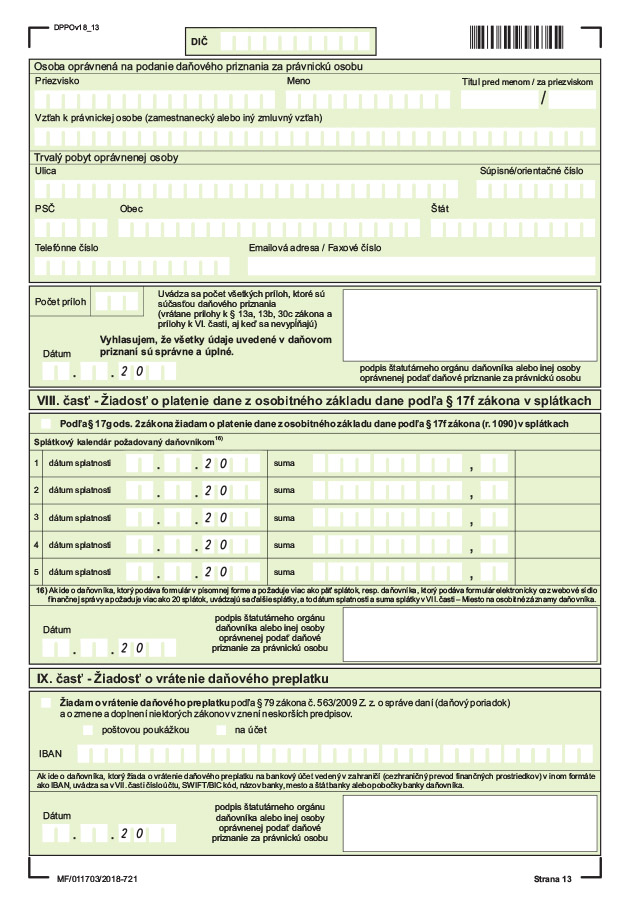 DPPOv18_13
DIČ
Osoba oprávnená na podanie daňového priznania za právnickú osobu
Priezvisko Meno Titul pred menom / za priezviskom
/
Vzťah k právnickej osobe (zamestnanecký alebo iný zmluvný vzťah)
Trvalý pobyt oprávnenej osoby
Ulica Súpisné/orientačné číslo
PSČ Obec Štát
Telefónne číslo Emailová adresa / Faxové číslo
Počet príloh
Uvádza sa počet všetkých príloh, ktoré sú
súčasťou daňového priznania
(vrátane prílohy k § 13a, 13b, 30c zákona a
prílohy k VI. časti, aj keď sa nevypĺňajú)
Vyhlasujem, že všetky údaje uvedené v daňovom
priznaní sú správne a úplné.
Dátum
. . 20
podpis štatutárneho orgánu daňovníka alebo inej osoby
oprávnenej podať daňové priznanie za právnickú osobu
VIII. časť - Žiadosť o platenie dane z osobitného základu dane podľa § 17f zákona v splátkach
Podľa § 17g ods. 2 zákona žiadam o platenie dane z osobitného základu dane podľa § 17f zákona (r. 1090) v splátkach
Splátkový kalendár požadovaný daňovníkom16)
1 dátum splatnosti . . 20 suma ,
2 dátum splatnosti . . 20 suma ,
3 dátum splatnosti . . 20 suma ,
4 dátum splatnosti . . 20 suma ,
5 dátum splatnosti . . 20 suma ,
16) Ak ide o daňovníka, ktorý podáva formulár v písomnej forme a požaduje viac ako päť splátok, resp. daňovníka, ktorý podáva formulár elektronicky cez webové sídlo
finančnej správy a požaduje viac ako 20 splátok, uvádzajú sa ďalšie splátky, a to dátum splatnosti a suma splátky v VII. časti – Miesto na osobitné záznamy daňovníka.
Dátum
. . 20
podpis štatutárneho orgánu
daňovníka alebo inej osoby
oprávnenej podať daňové
priznanie za právnickú osobu
IX. časť - Žiadosť o vrátenie daňového preplatku
Žiadam o vrátenie daňového preplatku podľa § 79 zákona č. 563/2009 Z. z. o správe daní (daňový poriadok)
a o zmene a doplnení niektorých zákonov v znení neskorších predpisov.
poštovou poukážkou na účet
IBAN
Ak ide o daňovníka, ktorý žiada o vrátenie daňového preplatku na bankový účet vedený v zahraničí (cezhraničný prevod finančných prostriedkov) v inom formáte
ako IBAN, uvádza sa v VII. časti číslo účtu, SWIFT/BIC kód, názov banky, mesto a štát banky alebo pobočky banky daňovníka.
Dátum
. . 20
podpis štatutárneho orgánu
daňovníka alebo inej osoby
oprávnenej podať daňové
priznanie za právnickú osobu
MF/011703/2018-721 Strana 13